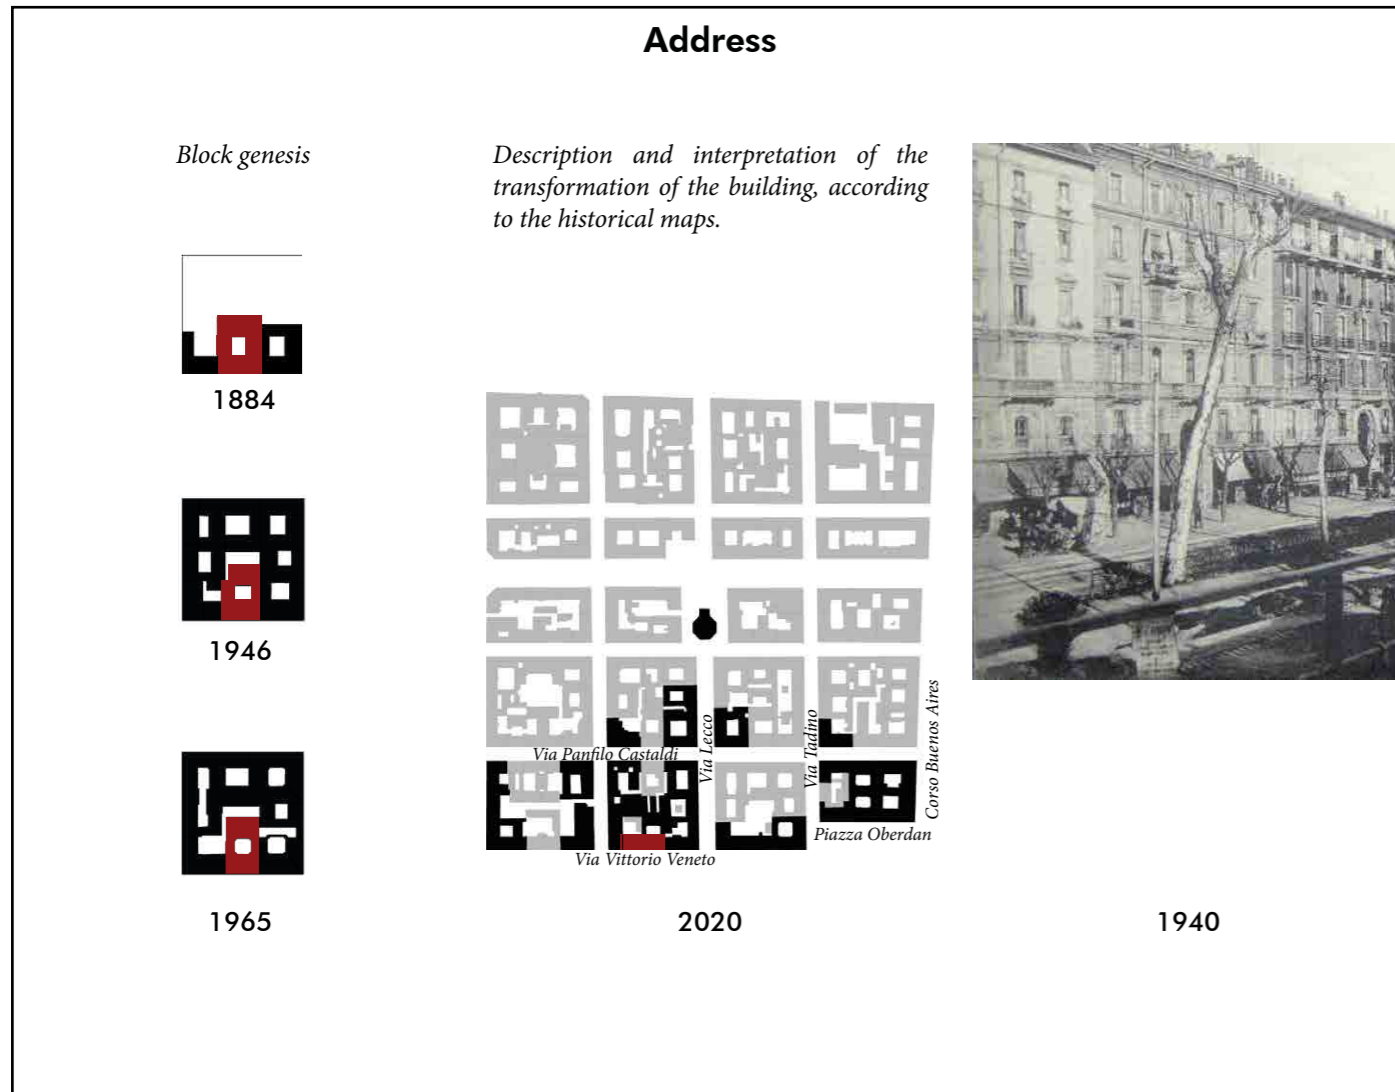 Address
Block genesis
1884
1946
1965
Description and interpretation of the
transformation of the building, according
to the historical maps.
Via Panfilo Castaldi
Via Lecco
Via Tadino
Corso Buenos Aires
Piazza Oberdan
Via Vittorio Veneto
2020
1940